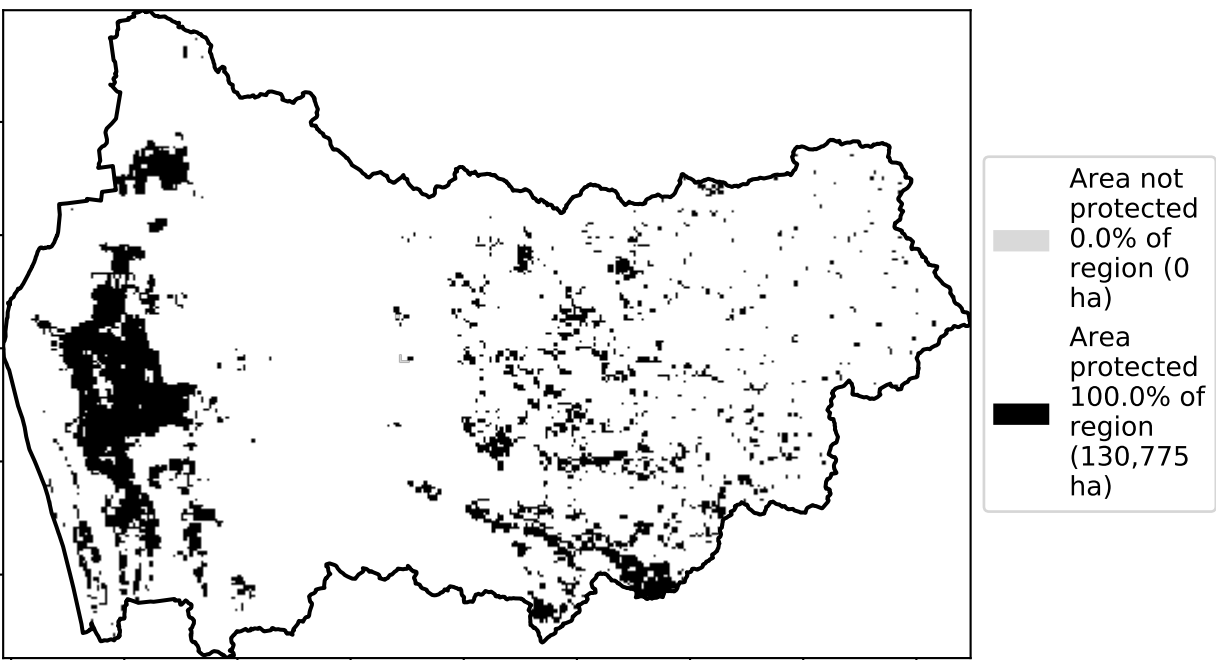 Area not
protected
0.0% of
region (0
ha)
Area
protected
100.0% of
region
(130,775
ha)